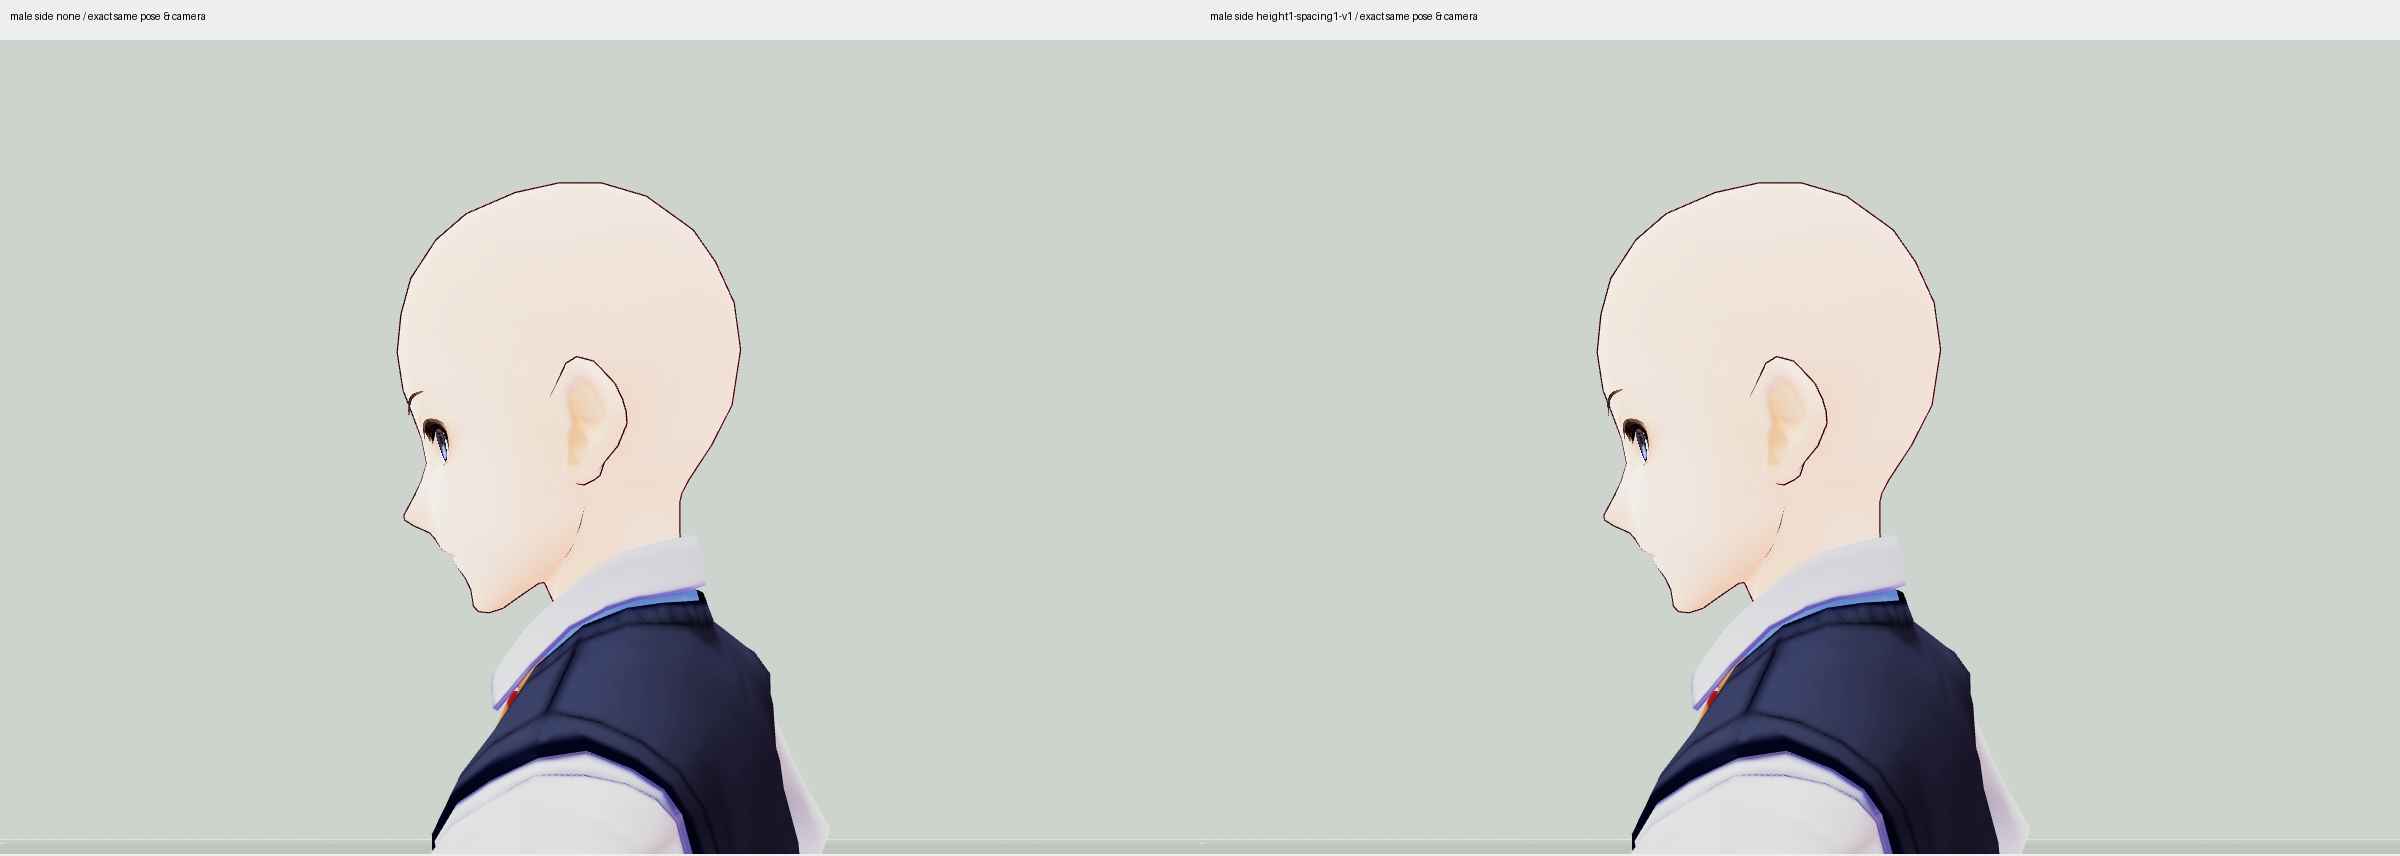 male side none / exact same pose & camera
male side height1-spacing1-v1 / exact same pose & camera